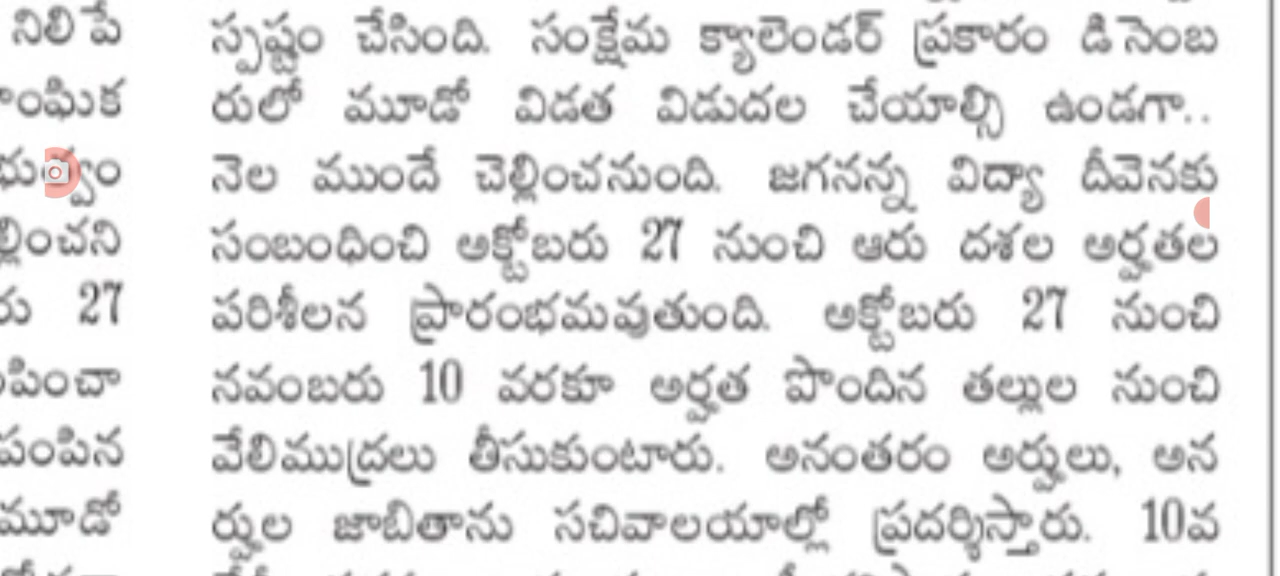 నిలిపే
ంఘిక
ల్లించని
రు 27
పించా
పంపిన
మూడో
స్పష్టం చేసింది. సంక్షేమ క్యాలెండర్ ప్రకారం డిసెంబ
రులో మూడో విడత విడుదల చేయాల్సి ఉండగా..
నెల ముందే చెల్లించనుంది. జగనన్న విద్యా దీవెనకు
సంబంధించి అక్టోబరు 27 నుంచి ఆరు దశల అర్హతల
పరిశీలన ప్రారంభమవుతుంది. అక్టోబరు 27 నుంచి
నవంబరు 10 వరకూ అర్హత పొందిన తల్లుల నుంచి
వేలిముద్రలు తీసుకుంటారు. అనంతరం అర్హులు, అన
ర్హుల జాబితాను సచివాలయాల్లో ప్రదర్శిస్తారు. 10వ